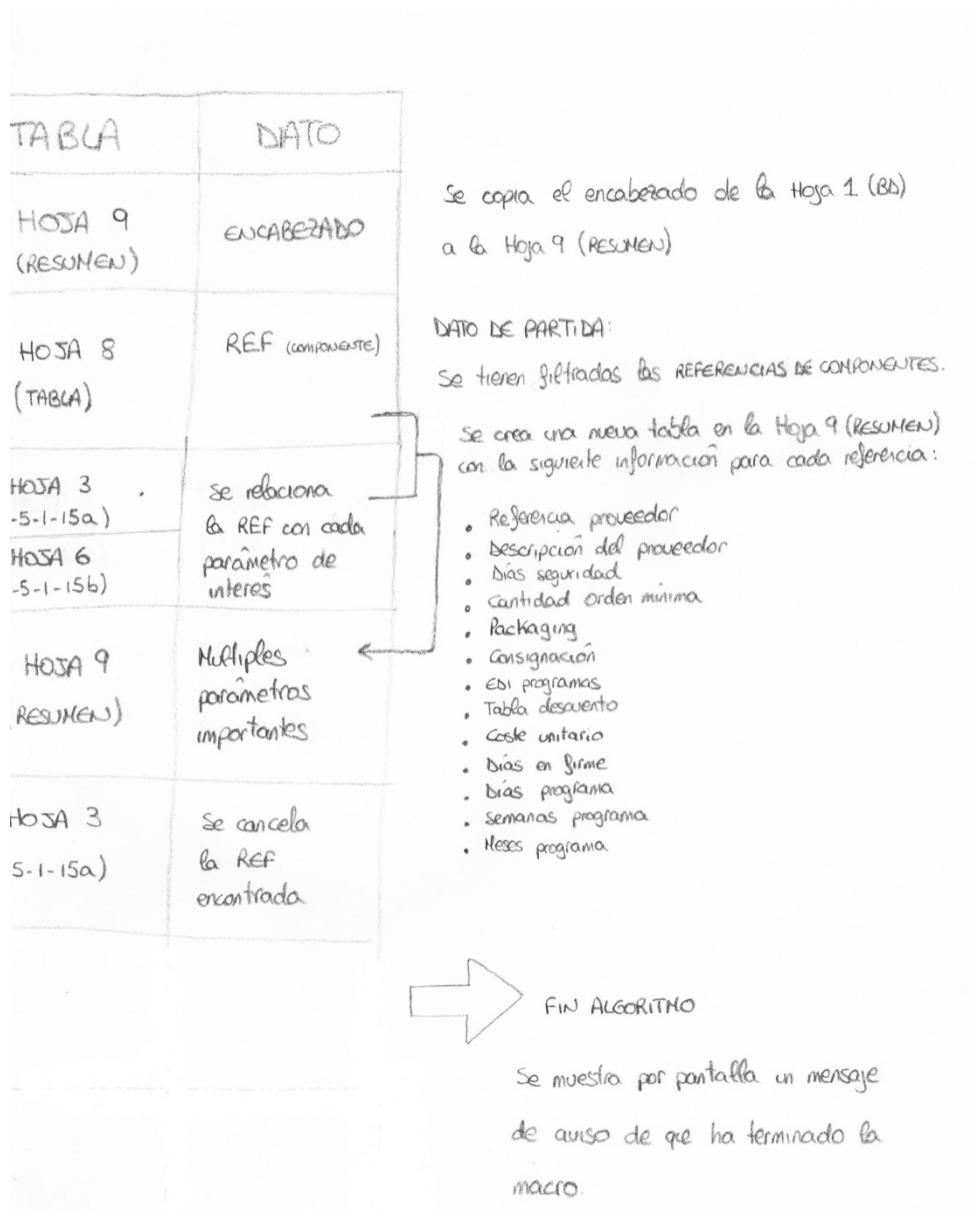 TABLA
DATO
HOJA 9
(RESUMEN)
ENCABEZADO
HOJA 8
(TABLA)
REF (COMPONENTE)
HOJA 3
-5-1-15a)
HOJA 6
-5-1-15b)
Se relaciona
la REF con cada
parámetro de
interés
HOJA 9
RESUMEN)
Multiples
parámetros
importantes
HOJA 3
5-1-15a)
Se cancela
la REF
encontrada
Se copia el encabezado de la Hoja 1 (BD)
a la Hoja 9 (RESUMEN)
DATO DE PARTIDA:
Se tienen filtradas las REFERENCIAS DE COMPONENTES.
Se crea una nueva tabla en la Hoja 9 (RESUMEN)
con la siguiente información para cada referencia:
• Referencia proveedor
• Descripción del proveedor
• Días seguridad
• Cantidad orden mínima
• Packaging
• Consignación
• EDI programas
• Tabla descuento
• Coste unitario
• Días en firme
• Días programa
• Semanas programa
• Meses programa
FIN ALGORITMO
Se muestra por pantalla un mensaje
de aviso de que ha terminado la
macro.